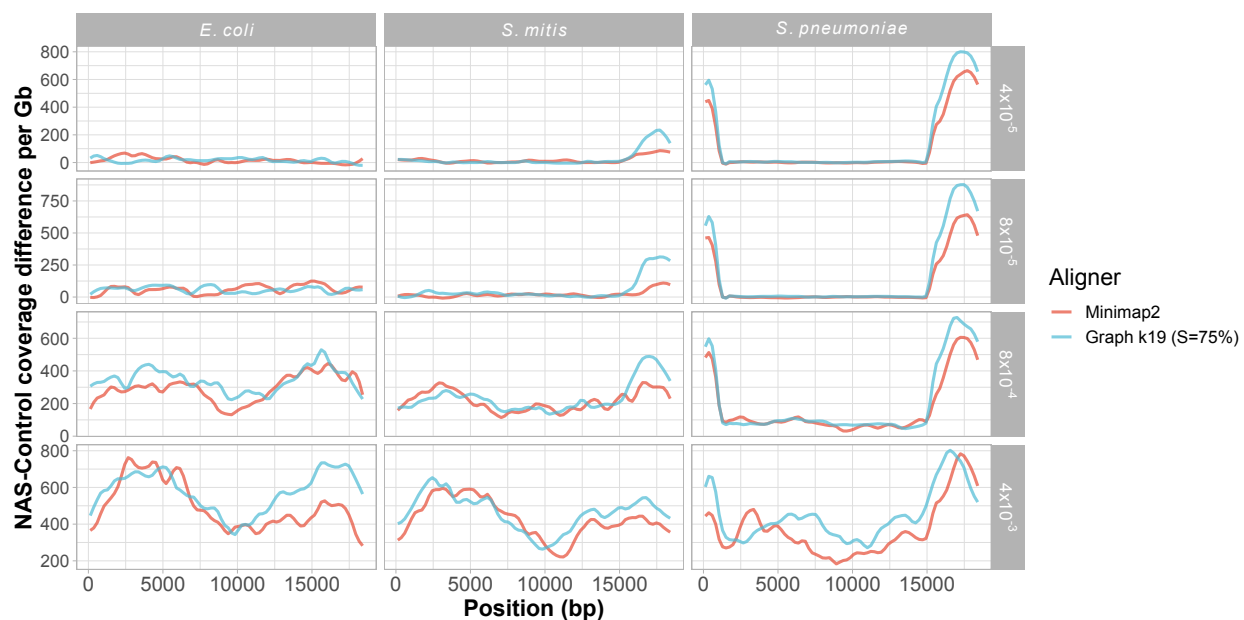 E. coli
S. mitis
S. pneumoniae
NAS-Control coverage difference per Gb
800
600
400
200
0
4x10⁻⁵
750
500
250
0
8x10⁻⁵
600
400
200
0
8x10⁻⁴
800
600
400
200
4x10⁻³
0 5000 10000 15000 0 5000 10000 15000 0 5000 10000 15000
Position (bp)
Aligner
Minimap2
Graph k19 (S=75%)